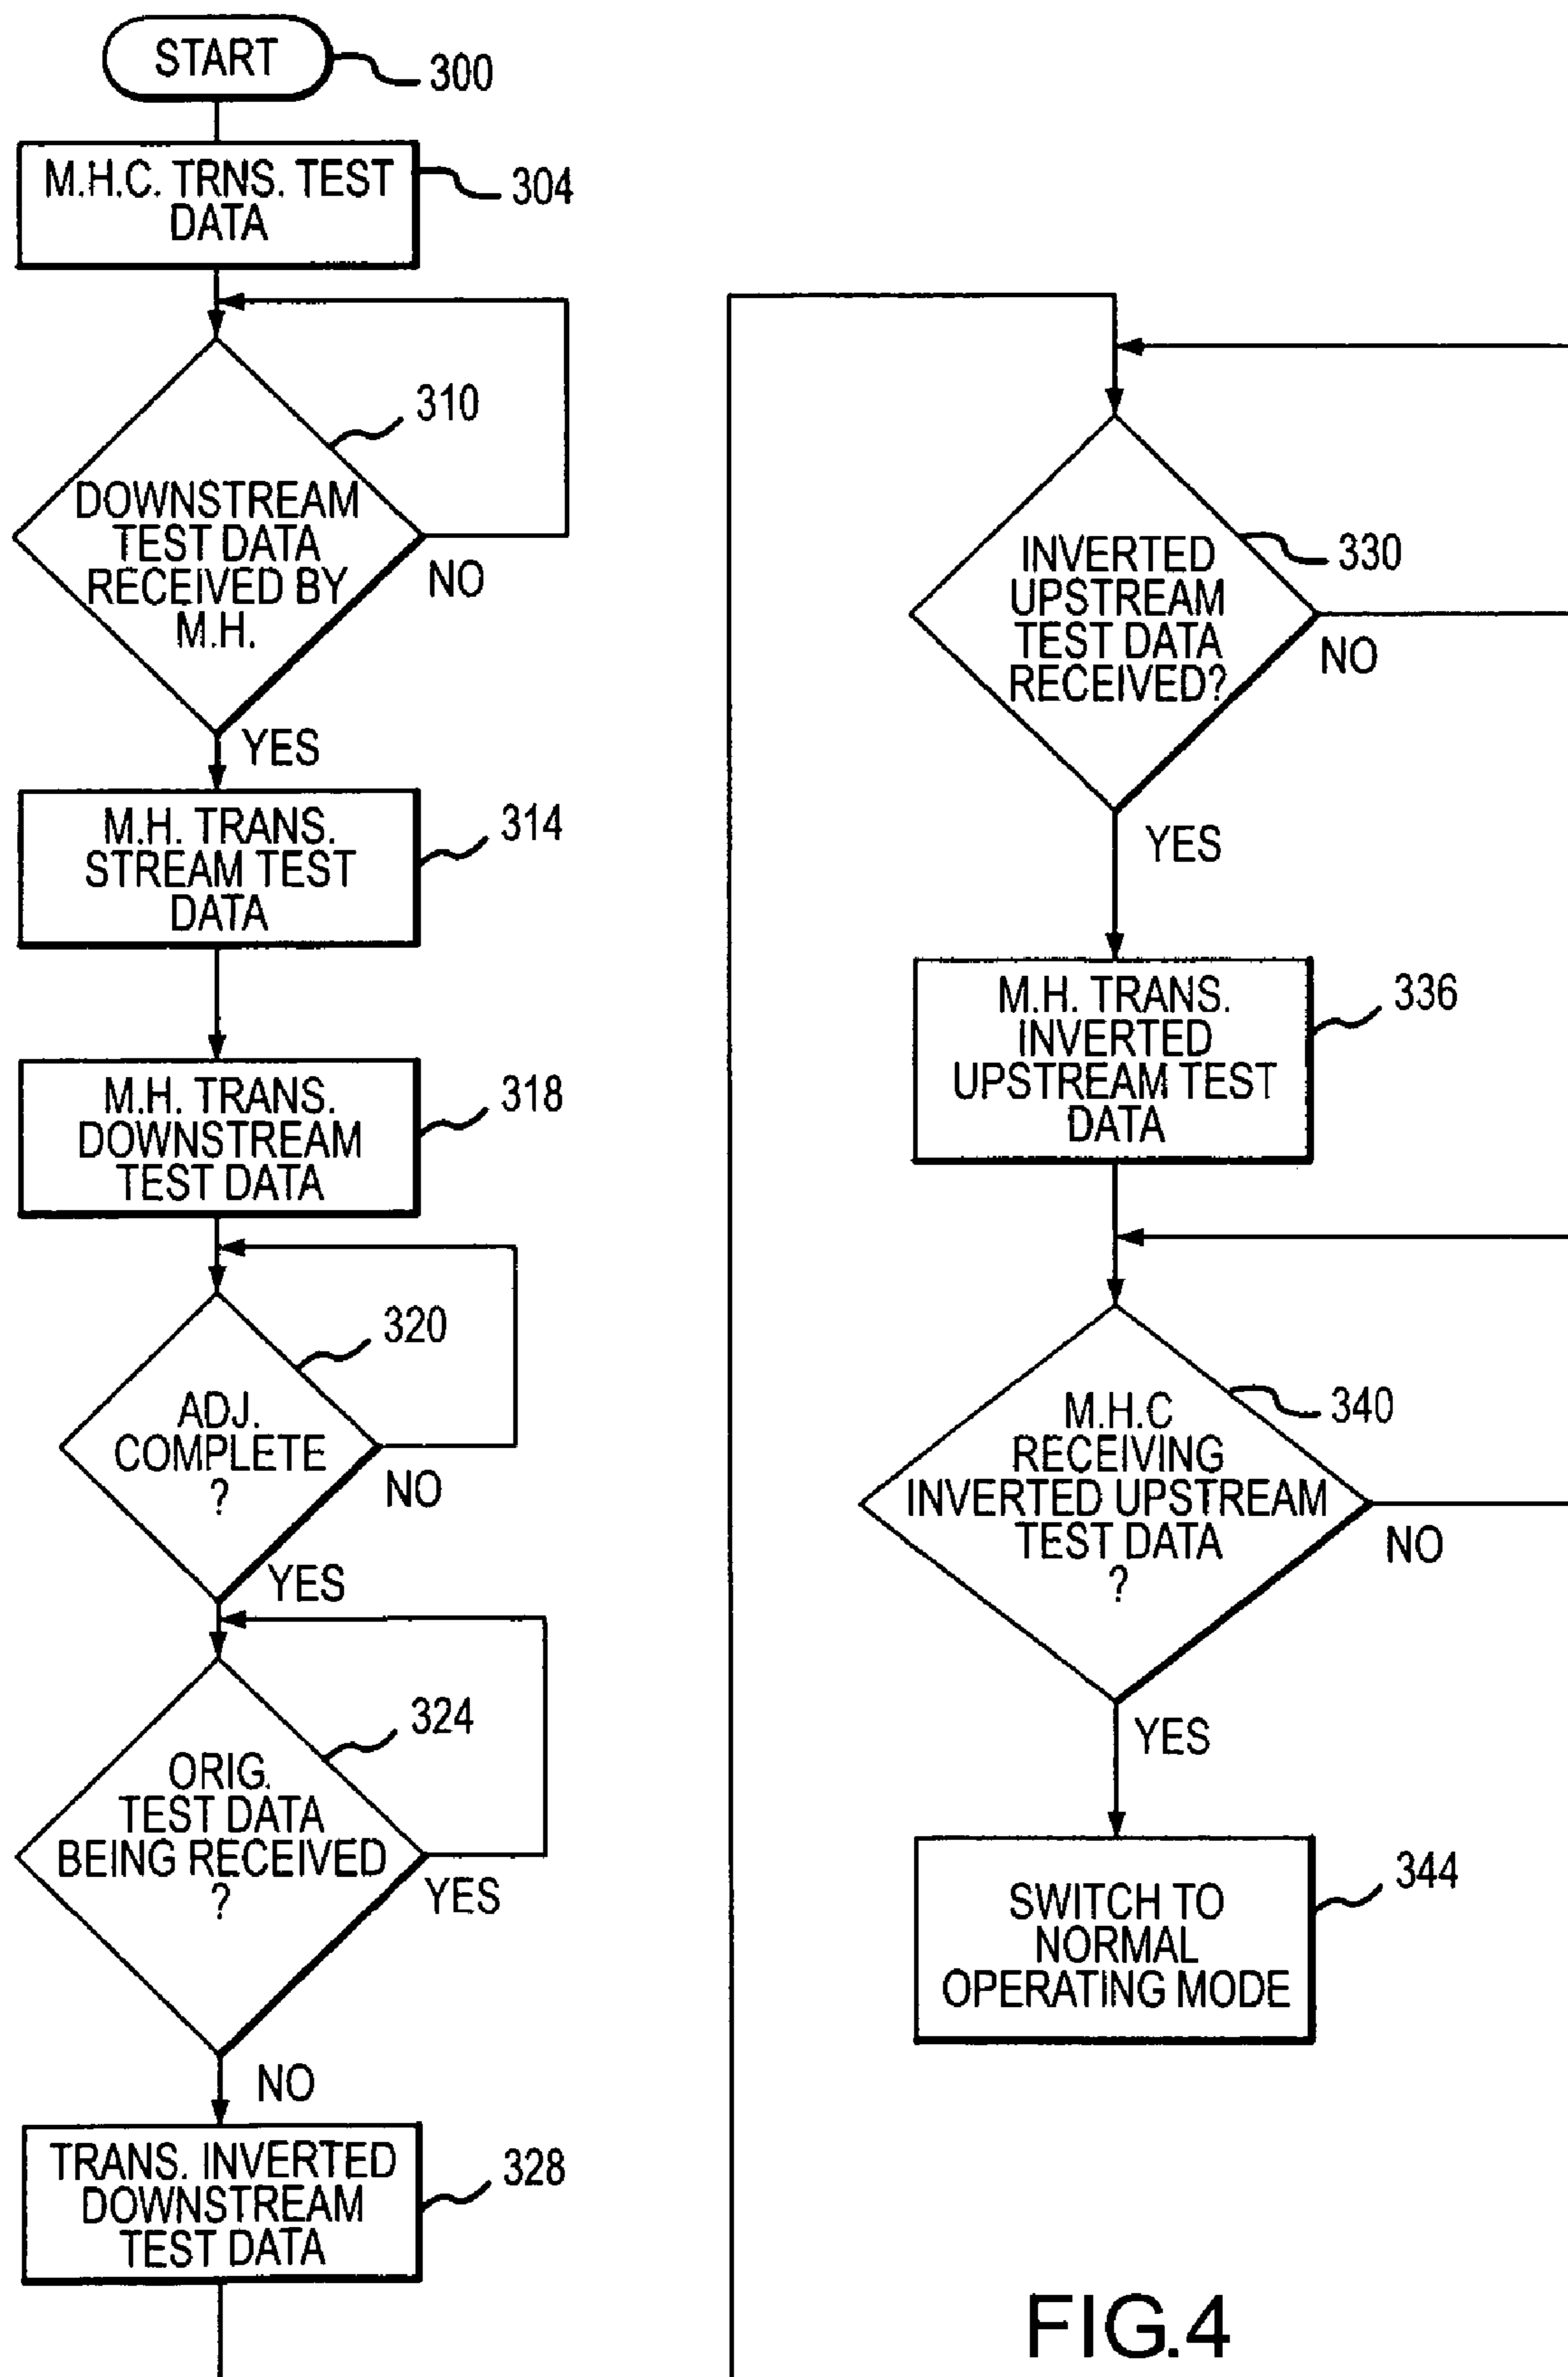 START
300
M.H.C. TRNS. TEST
DATA
304
310
DOWNSTREAM
TEST DATA
RECEIVED BY
M.H.
NO
YES
M.H. TRANS.
STREAM TEST
DATA
314
M.H. TRANS.
DOWNSTREAM
TEST DATA
318
320
ADJ.
COMPLETE
?
NO
YES
324
ORIG.
TEST DATA
BEING RECEIVED
?
YES
NO
TRANS. INVERTED
DOWNSTREAM
TEST DATA
328
330
INVERTED
UPSTREAM
TEST DATA
RECEIVED?
NO
YES
M.H. TRANS.
INVERTED
UPSTREAM TEST
DATA
336
340
M.H.C
RECEIVING
INVERTED UPSTREAM
TEST DATA
?
NO
YES
SWITCH TO
NORMAL
OPERATING MODE
344
FIG.4